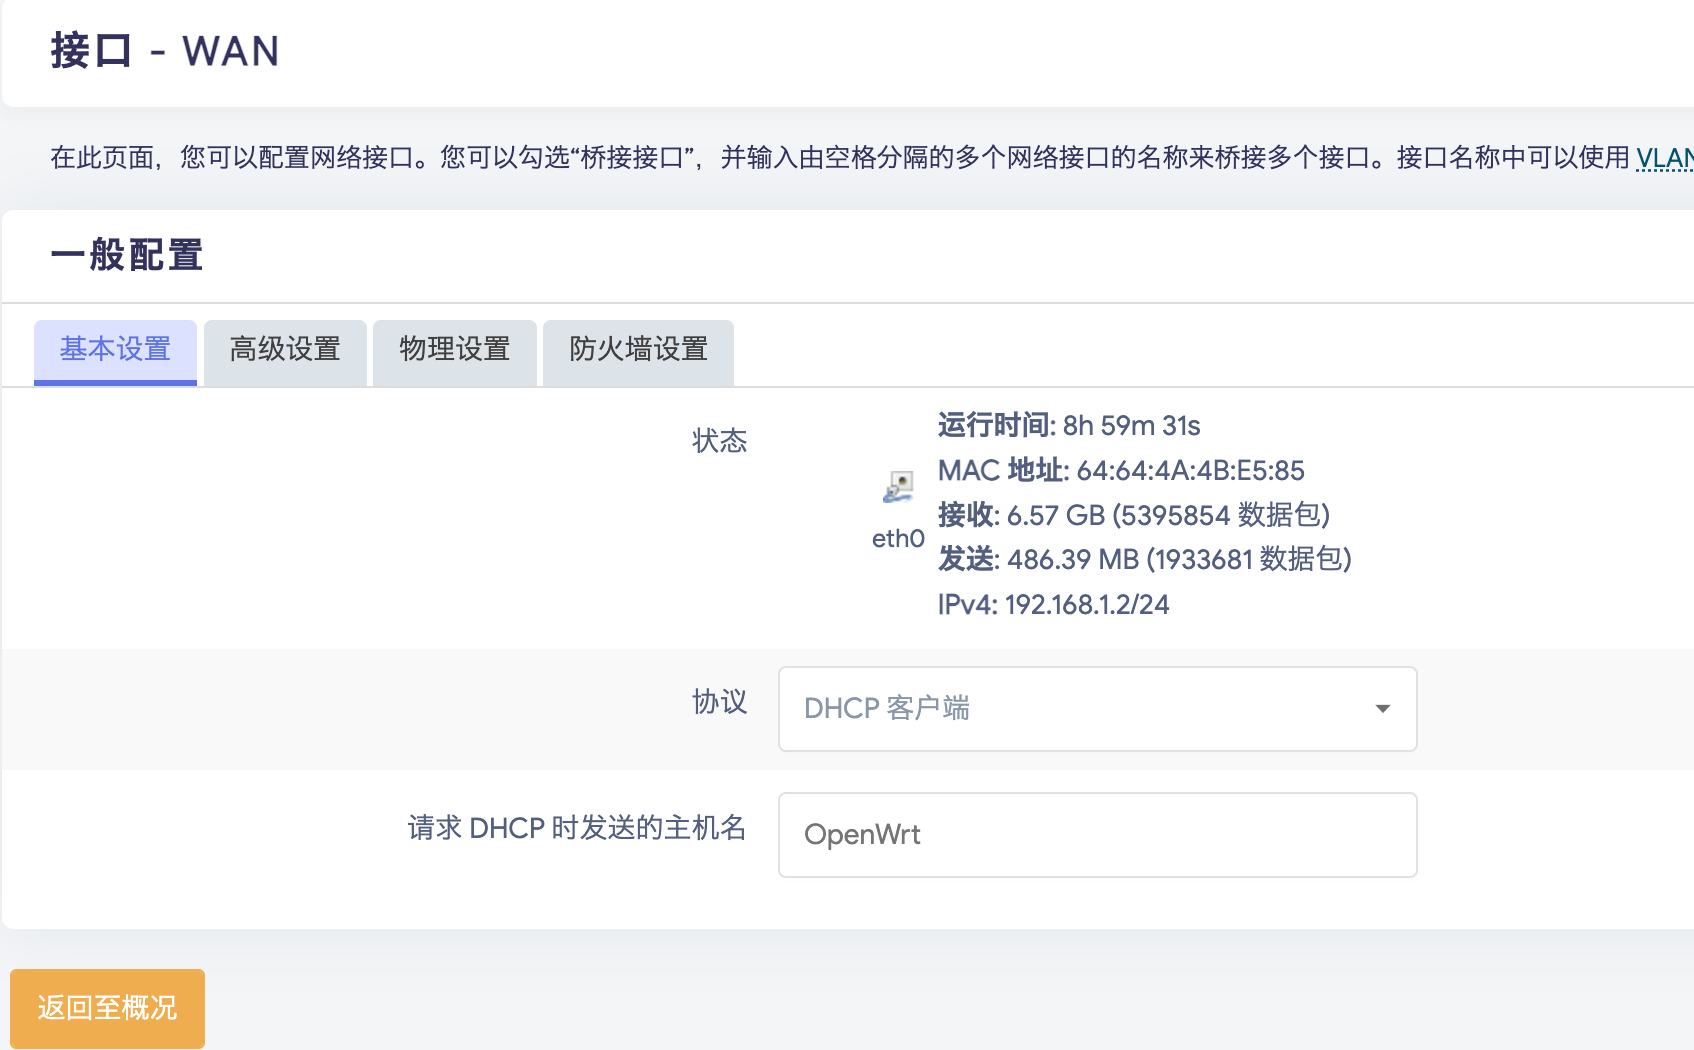 接口 - WAN
在此页面，您可以配置网络接口。您可以勾选“桥接接口”，并输入由空格分隔的多个网络接口的名称来桥接多个接口。接口名称中可以使用 VLAN
一般配置
基本设置 高级设置 物理设置 防火墙设置
状态
eth0
运行时间: 8h 59m 31s
MAC 地址: 64:64:4A:4B:E5:85
接收: 6.57 GB (5395854 数据包)
发送: 486.39 MB (1933681 数据包)
IPv4: 192.168.1.2/24
协议 DHCP 客户端
请求 DHCP 时发送的主机名 OpenWrt
返回至概况